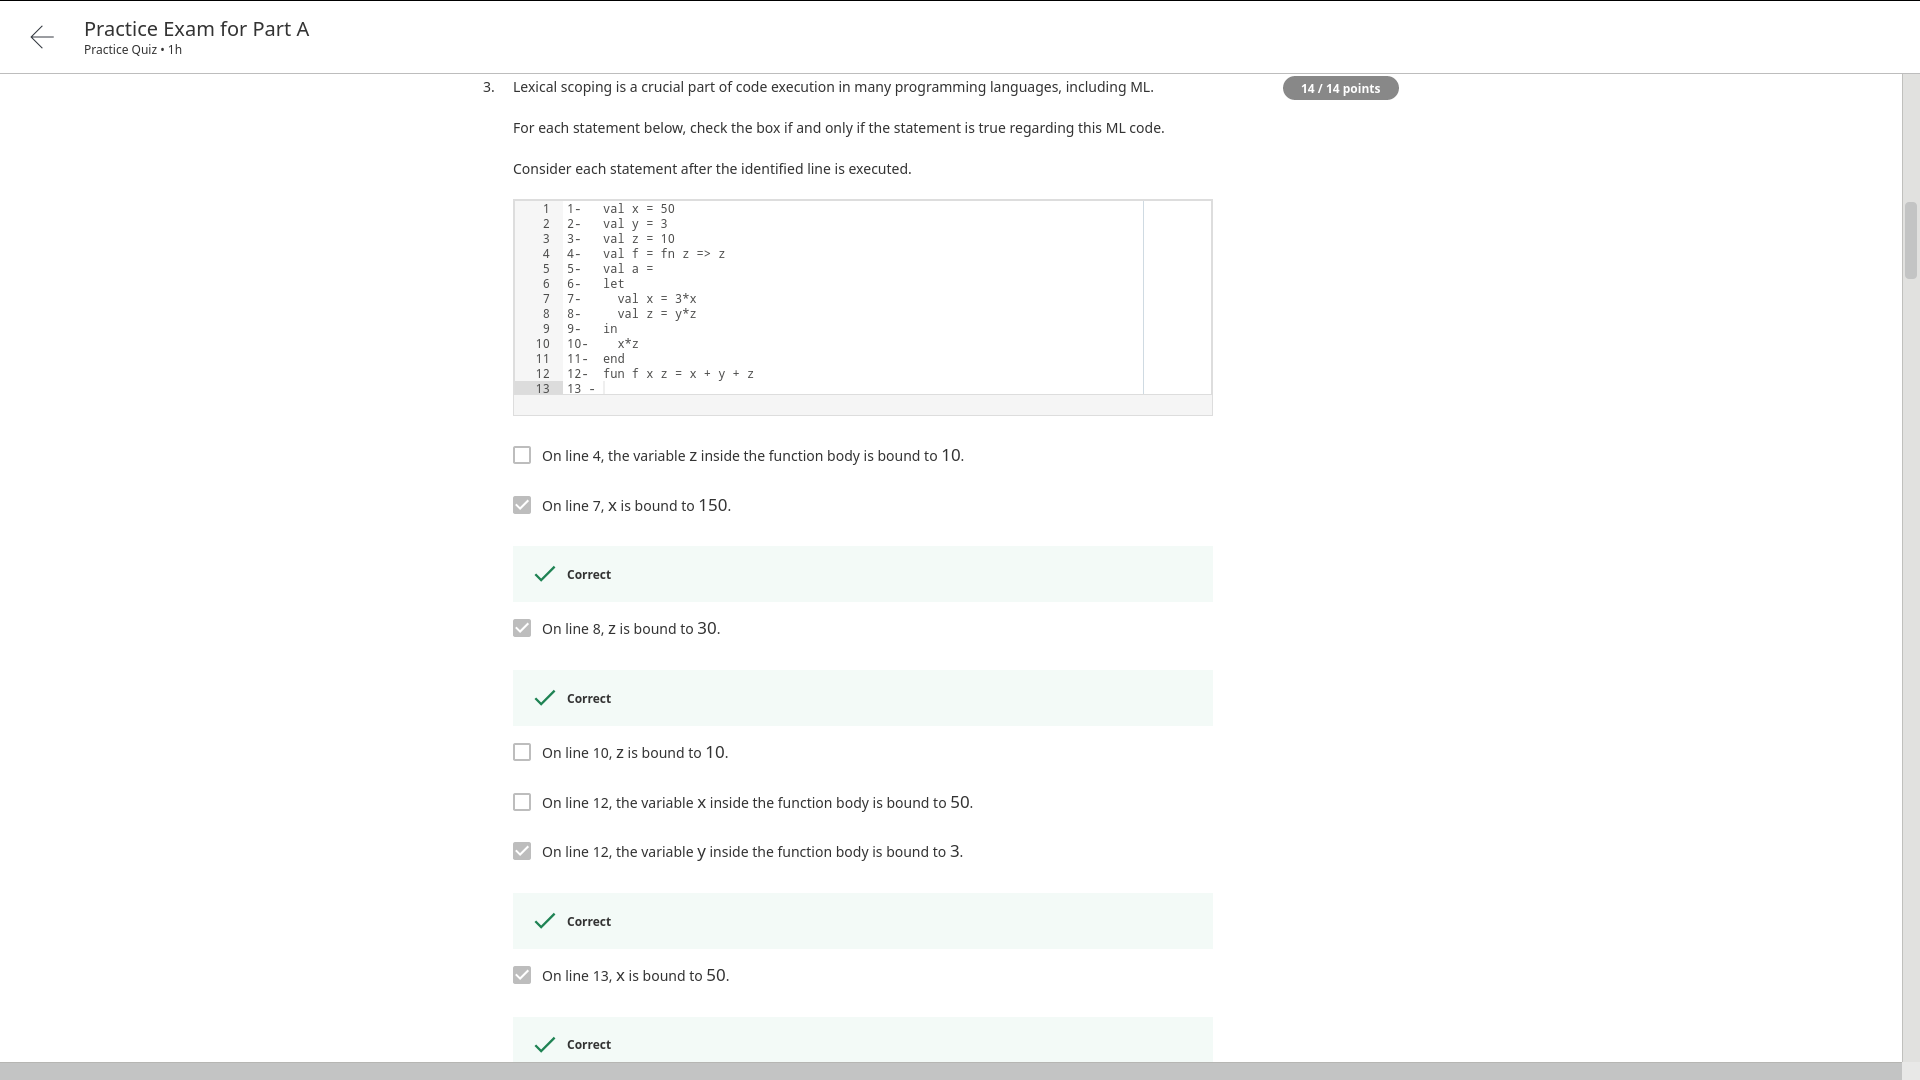 Practice Exam for Part A
Practice Quiz • 1h
3. Lexical scoping is a crucial part of code execution in many programming languages, including ML.
14 / 14 points
For each statement below, check the box if and only if the statement is true regarding this ML code.
Consider each statement after the identified line is executed.
1 1-   val x = 50
2 2-   val y = 3
3 3-   val z = 10
4 4-   val f = fn z => z
5 5-   val a =
6 6-   let
7 7-     val x = 3*x
8 8-     val z = y*z
9 9-   in
10 10-    x*z
11 11-  end
12 12-  fun f x z = x + y + z
13 13 -
On line 4, the variable z inside the function body is bound to 10.
On line 7, x is bound to 150.
Correct
On line 8, z is bound to 30.
Correct
On line 10, z is bound to 10.
On line 12, the variable x inside the function body is bound to 50.
On line 12, the variable y inside the function body is bound to 3.
Correct
On line 13, x is bound to 50.
Correct